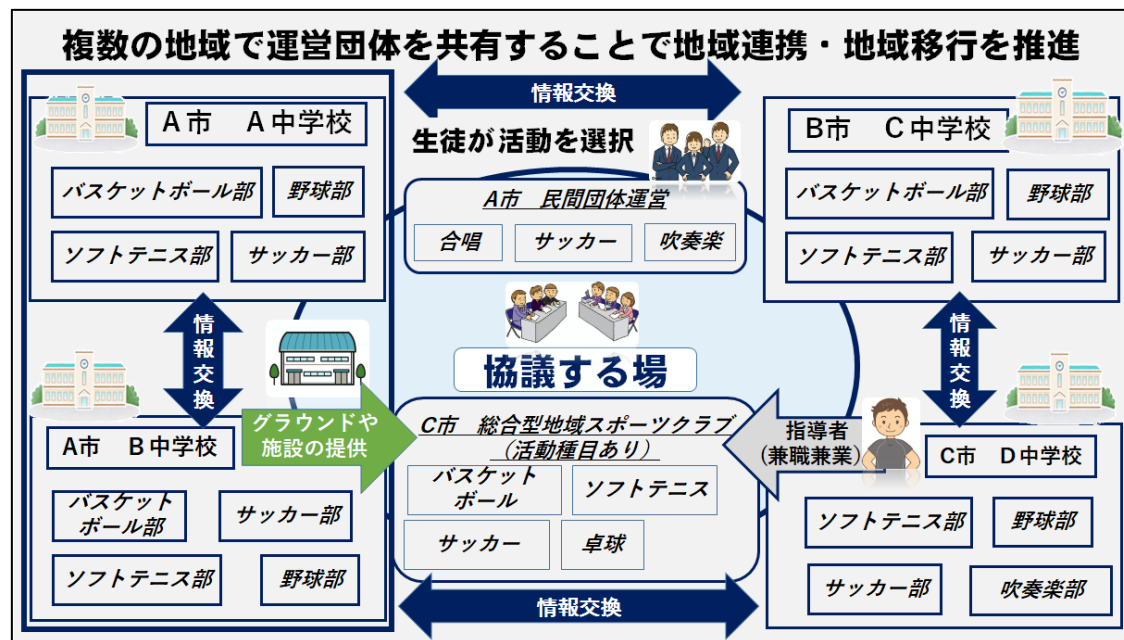 複数の地域で運営団体を共有することで地域連携・地域移行を推進
情報交換
A市　A中学校
バスケットボール部
野球部
ソフトテニス部
サッカー部
生徒が活動を選択
A市　民間団体運営
合唱
サッカー
吹奏楽
B市　C中学校
バスケットボール部
野球部
ソフトテニス部
サッカー部
情報交換
協議する場
情報交換
A市　B中学校
バスケット
ボール部
サッカー部
ソフトテニス部
野球部
グラウンドや
施設の提供
C市　総合型地域スポーツクラブ
（活動種目あり）
バスケット
ボール
ソフトテニス
サッカー
卓球
指導者
(兼職兼業)
C市　D中学校
ソフトテニス部
野球部
サッカー部
吹奏楽部
情報交換